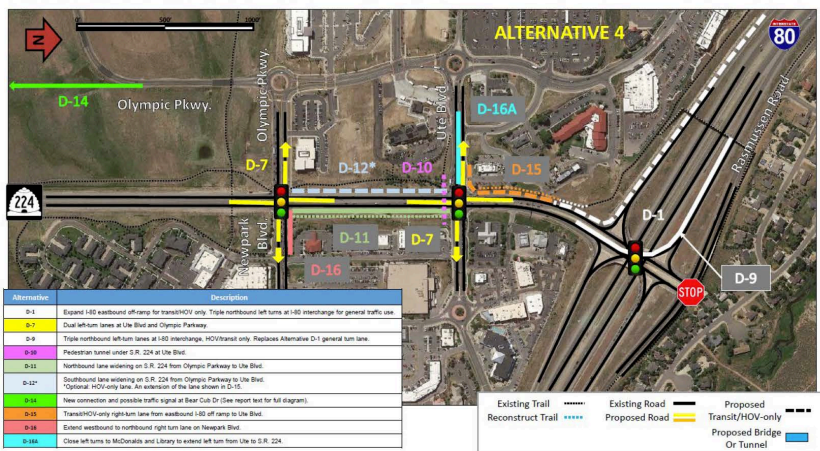 ALTERNATIVE 4
INTERSTATE
80
N
0 500' 1000'
D-14
Olympic Pkwy.
Olympic Pkwy.
Ute Blvd
D-16A
Rasmussen Road
D-7
D-12*
D-10
D-15
224
D-1
Newpark
Blvd.
D-11
D-7
D-16
D-9
STOP
Alternative Description
D-1 Expand I-80 eastbound off-ramp for transit/HOV only. Triple northbound left turns at I-80 interchange for general traffic use.
D-7 Dual left-turn lanes at Ute Blvd and Olympic Parkway.
D-9 Triple northbound left-turn lanes at I-80 interchange, HOV/transit only. Replaces Alternative D-1 general turn lane.
D-10 Pedestrian tunnel under S.R. 224 at Ute Blvd.
D-11 Northbound lane widening on S.R. 224 from Olympic Parkway to Ute Blvd.
D-12* Southbound lane widening on S.R. 224 from Olympic Parkway to Ute Blvd.
*Optional: HOV-only lane. An extension of the lane shown in D-15.
D-14 New connection and possible traffic signal at Bear Cub Dr (See report text for full diagram).
D-15 Transit/HOV-only right-turn lane from eastbound I-80 off ramp to Ute Blvd.
D-16 Extend westbound to northbound right turn lane on Newpark Blvd.
D-16A Close left turns to McDonalds and Library to extend left turn from Ute to S.R. 224.
Existing Trail Existing Road Proposed
Reconstruct Trail Proposed Road Transit/HOV-only
Proposed Bridge
Or Tunnel